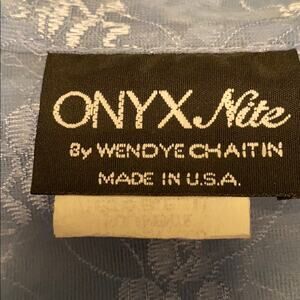 ONYX Nite
By WENDYE CHAITIN
MADE IN U.S.A.